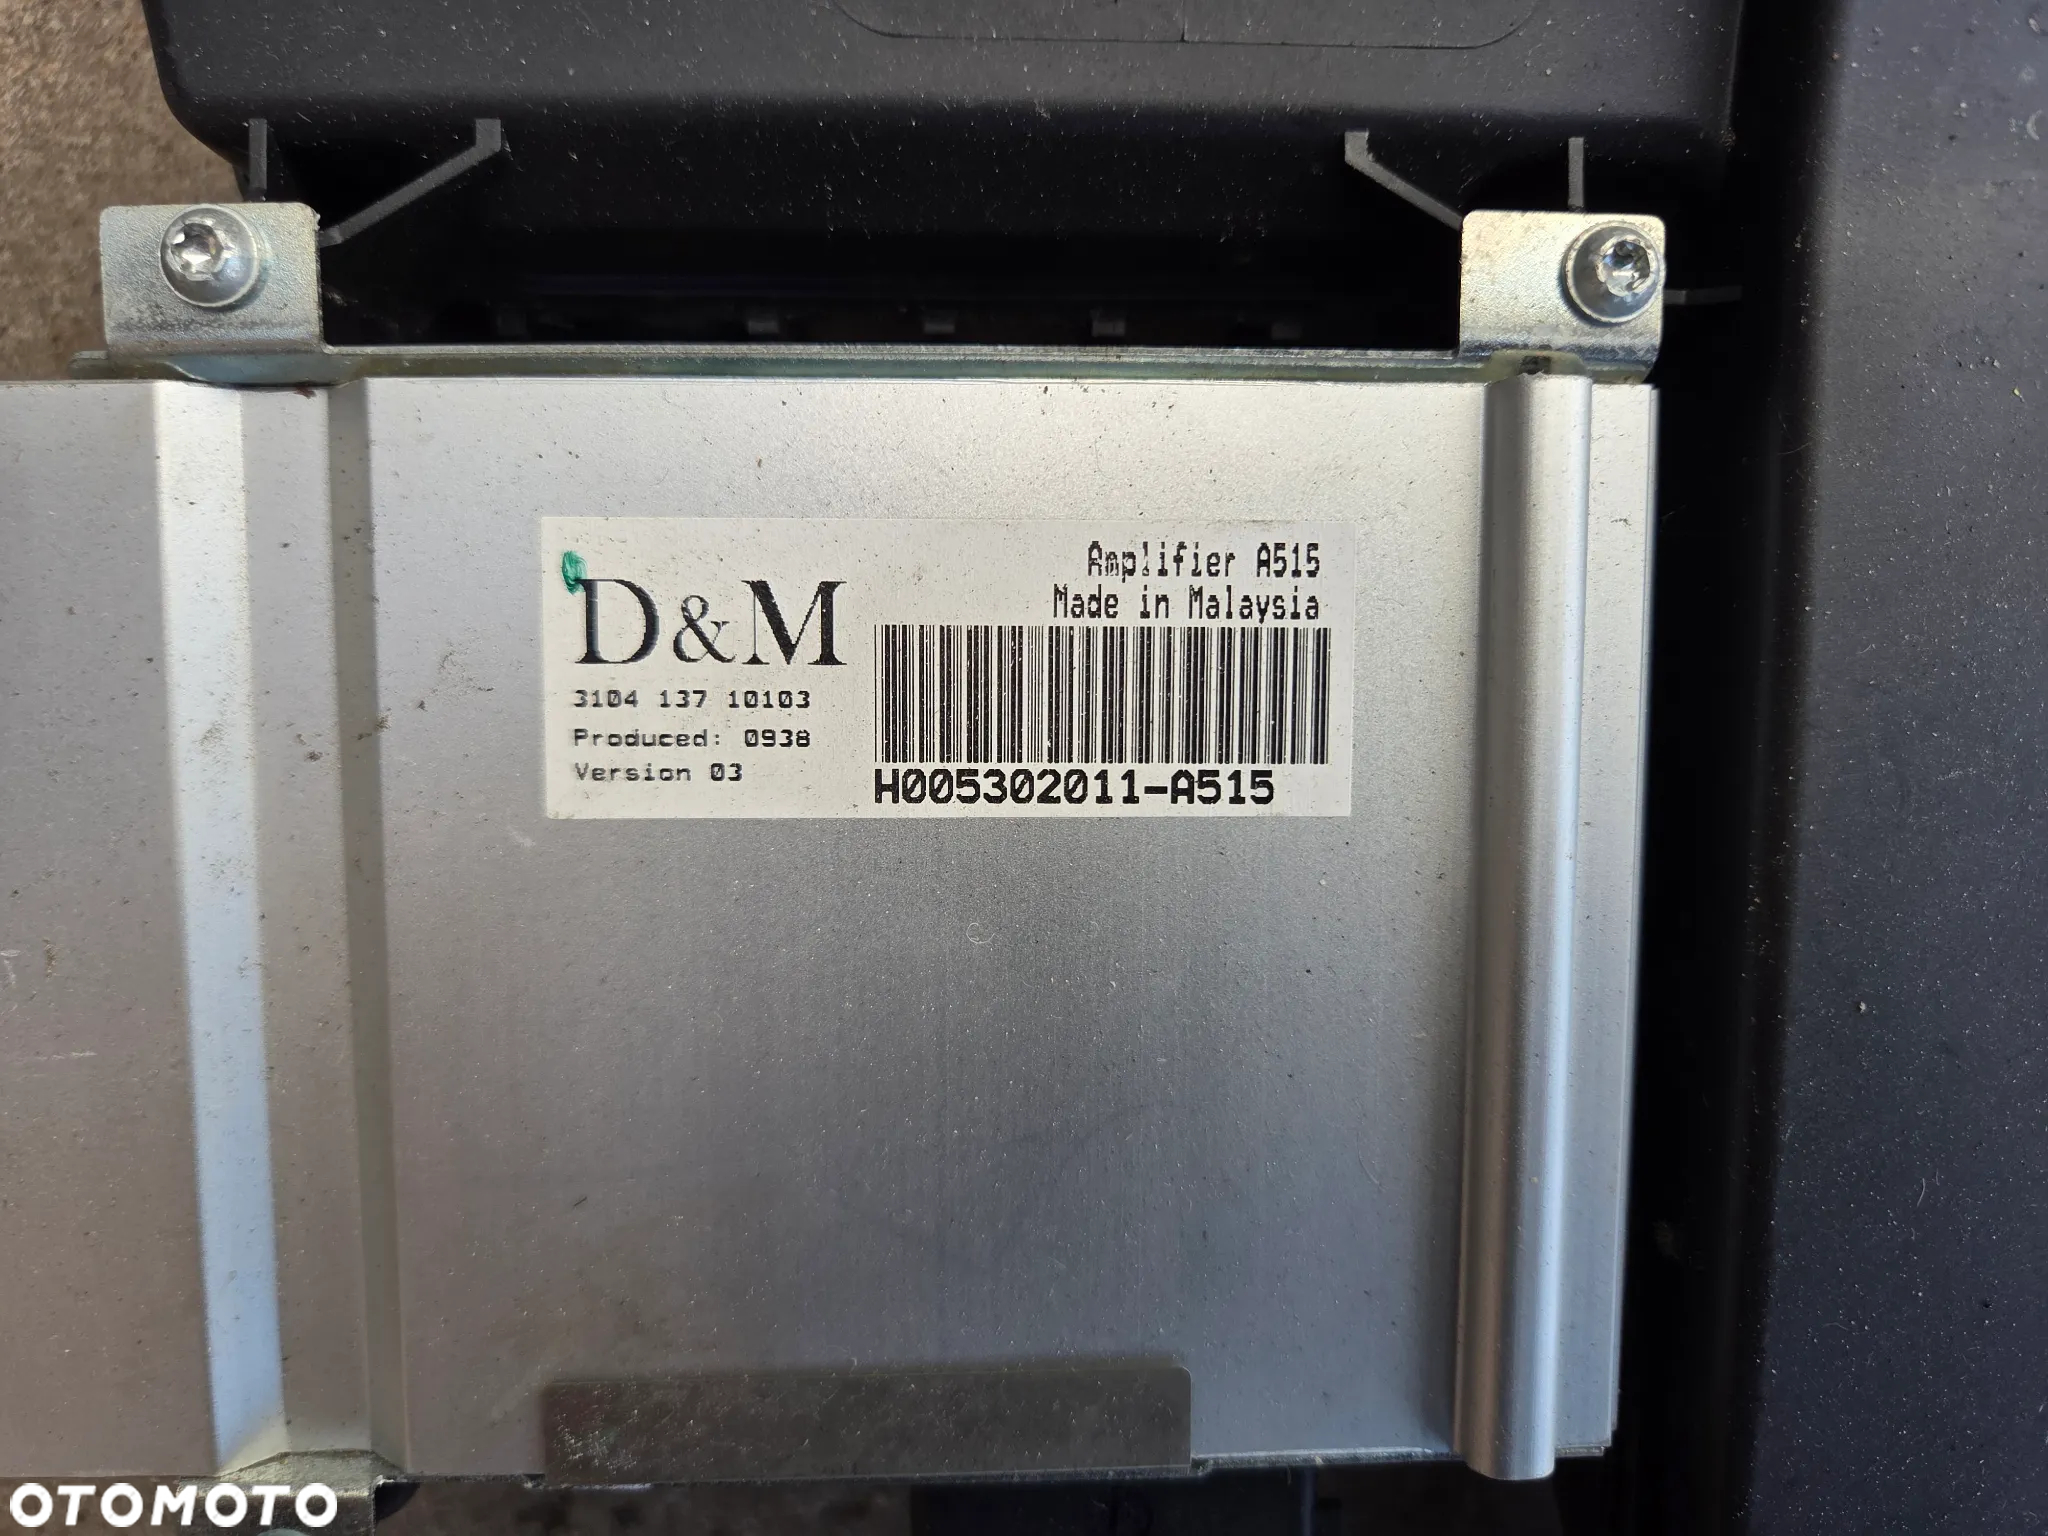 D&M
3104 137 10103
Produced: 0938
Version 03
Amplifier A515
Made in Malaysia
H005302011-A515
OTOMOTO